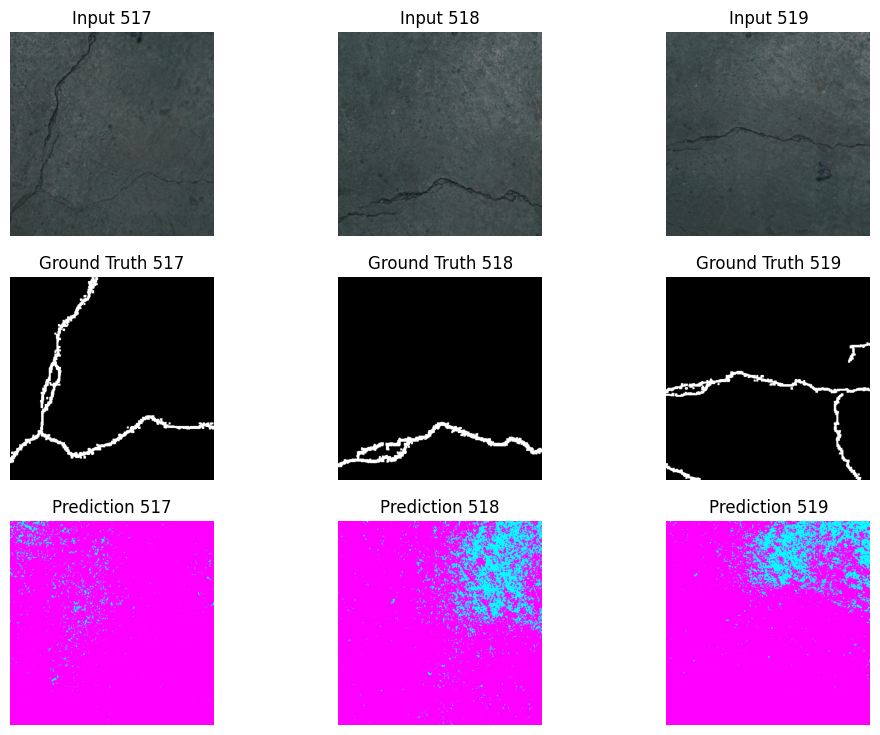 Input 517
Input 518
Input 519
Ground Truth 517
Ground Truth 518
Ground Truth 519
Prediction 517
Prediction 518
Prediction 519